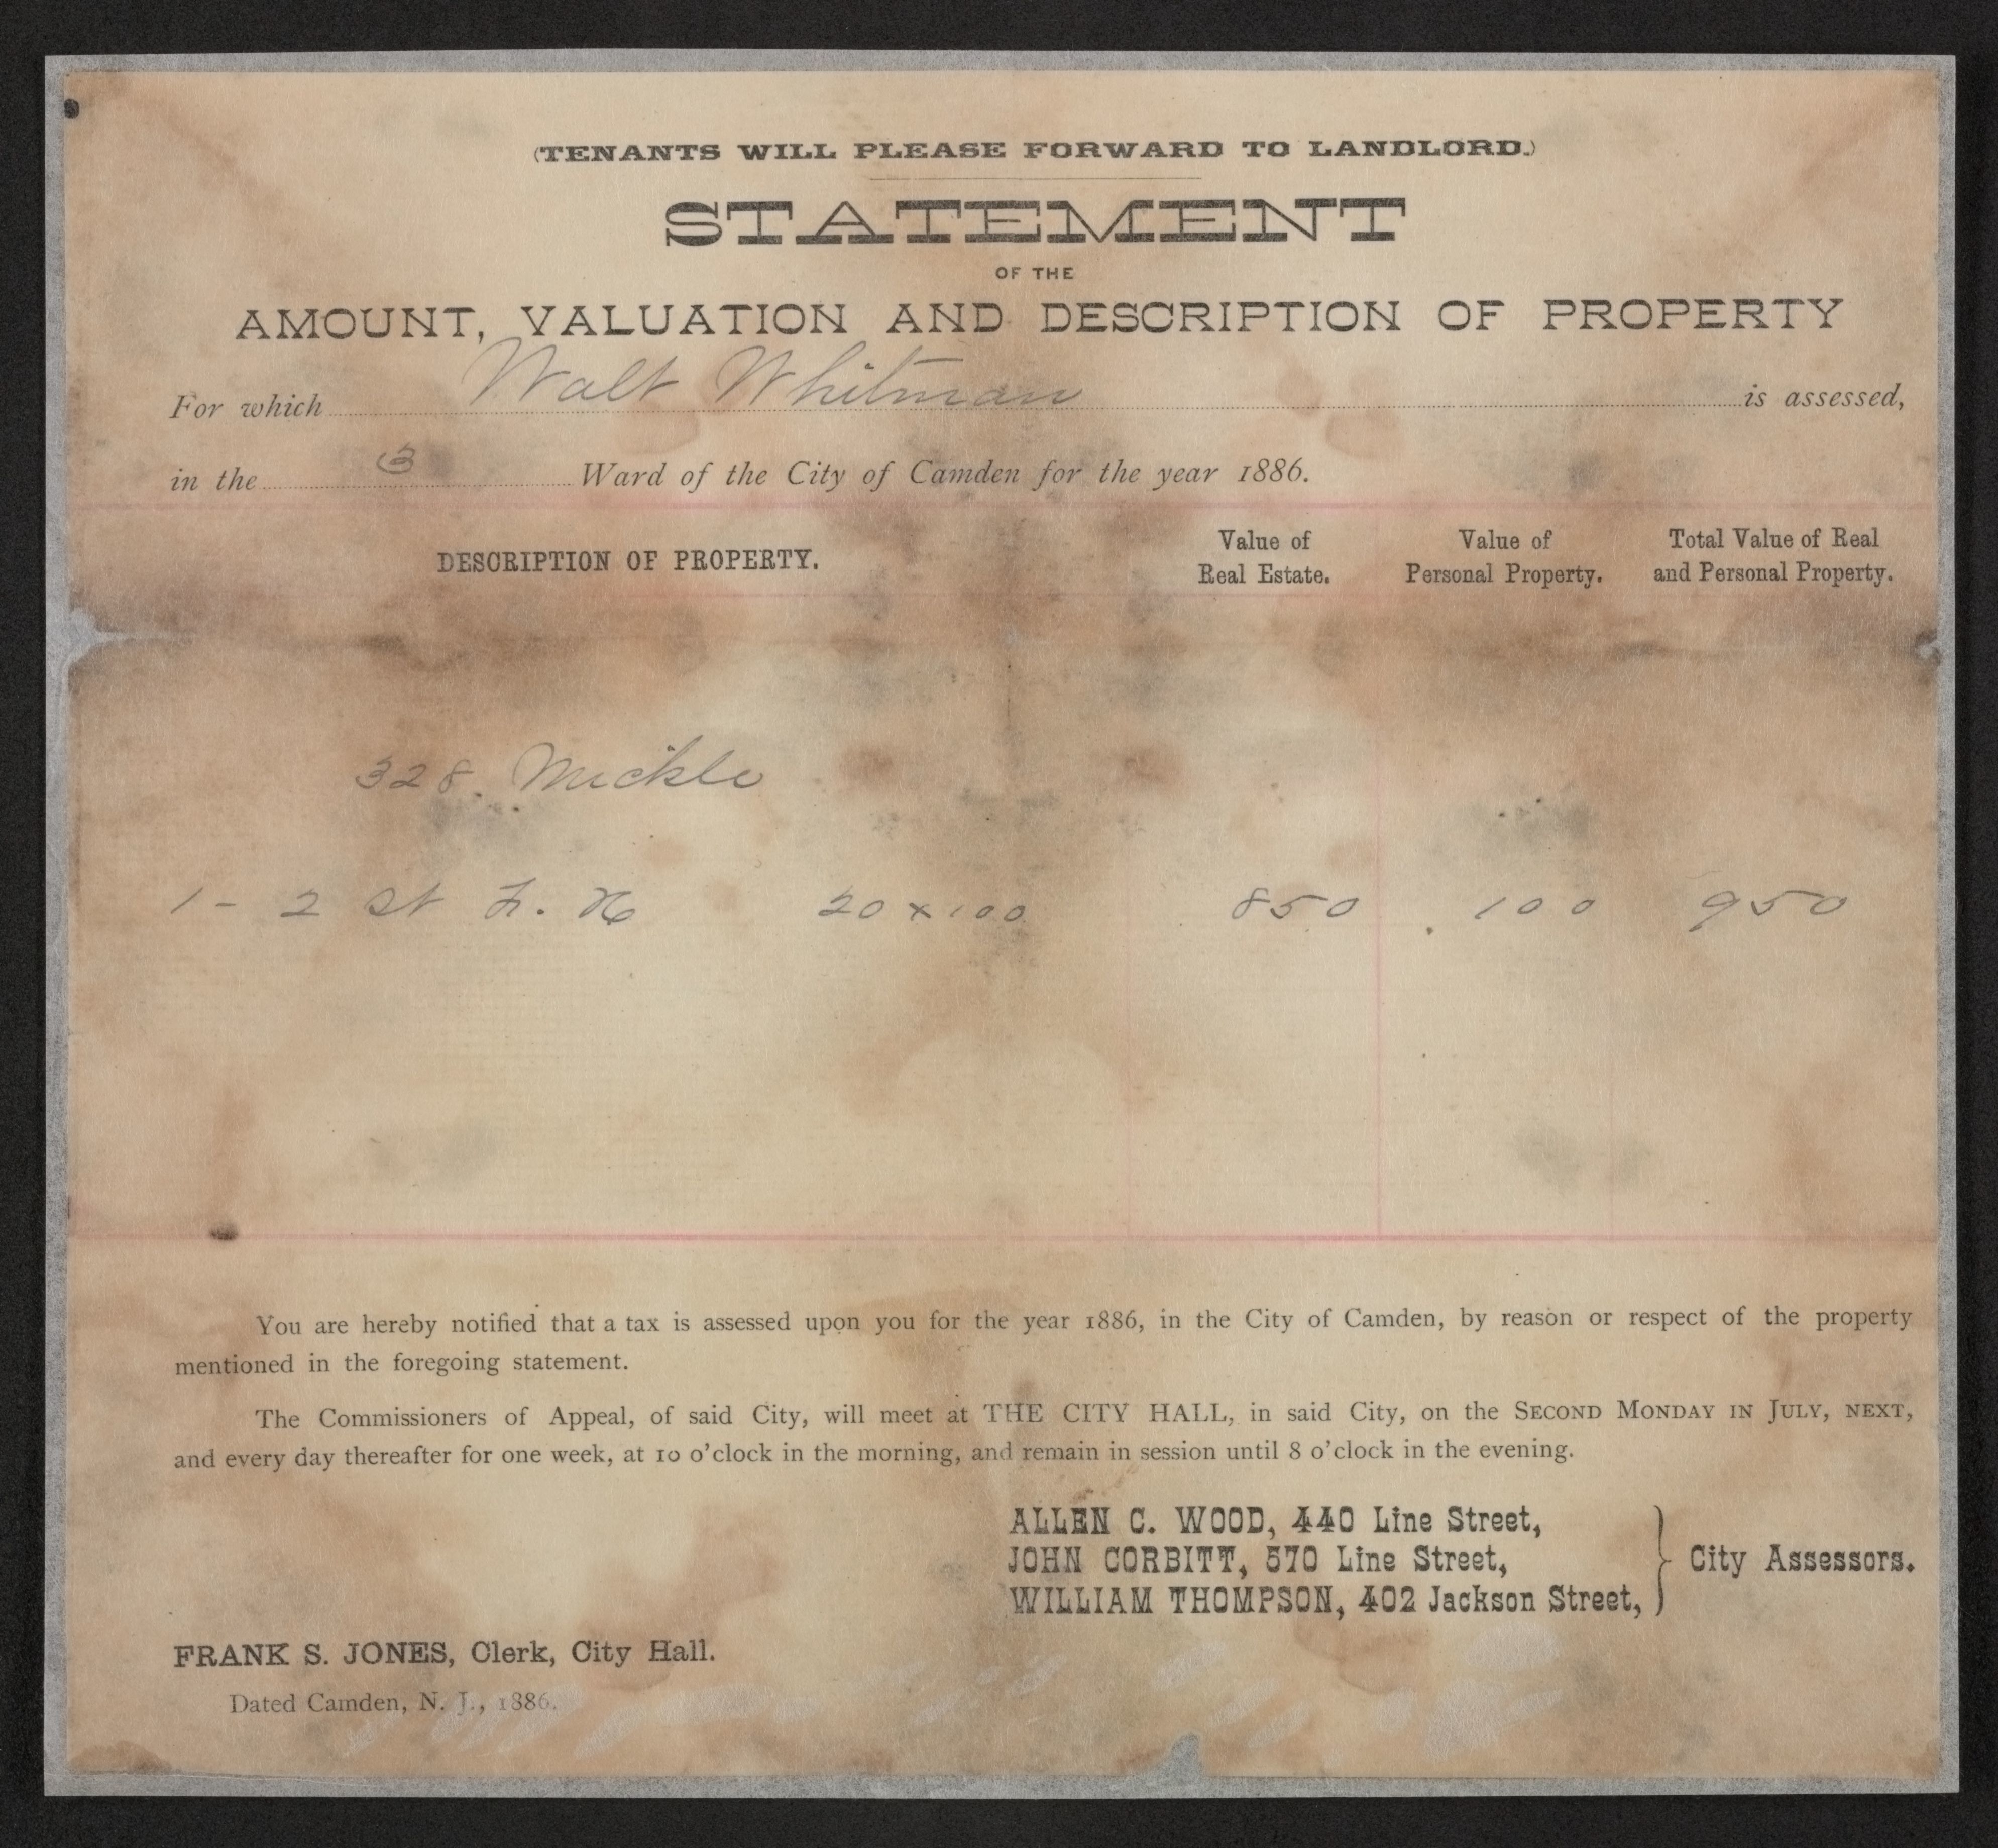 (TENANTS WILL PLEASE FORWARD TO LANDLORD.)
STATEMENT
OF THE
AMOUNT, VALUATION AND DESCRIPTION OF PROPERTY
For which Walt Whitman is assessed,
in the 3 Ward of the City of Camden for the year 1886.
DESCRIPTION OF PROPERTY. Value of Real Estate. Value of Personal Property. Total Value of Real and Personal Property.
328. Mickle
1 - 2 St F. H 20 x 100 850 100 950
You are hereby notified that a tax is assessed upon you for the year 1886, in the City of Camden, by reason or respect of the property
mentioned in the foregoing statement.
The Commissioners of Appeal, of said City, will meet at THE CITY HALL, in said City, on the SECOND MONDAY IN JULY, NEXT,
and every day thereafter for one week, at 10 o'clock in the morning, and remain in session until 8 o'clock in the evening.
ALLEN C. WOOD, 440 Line Street,
JOHN CORBITT, 570 Line Street,
WILLIAM THOMPSON, 402 Jackson Street,
City Assessors.
FRANK S. JONES, Clerk, City Hall.
Dated Camden, N. J., 1886.